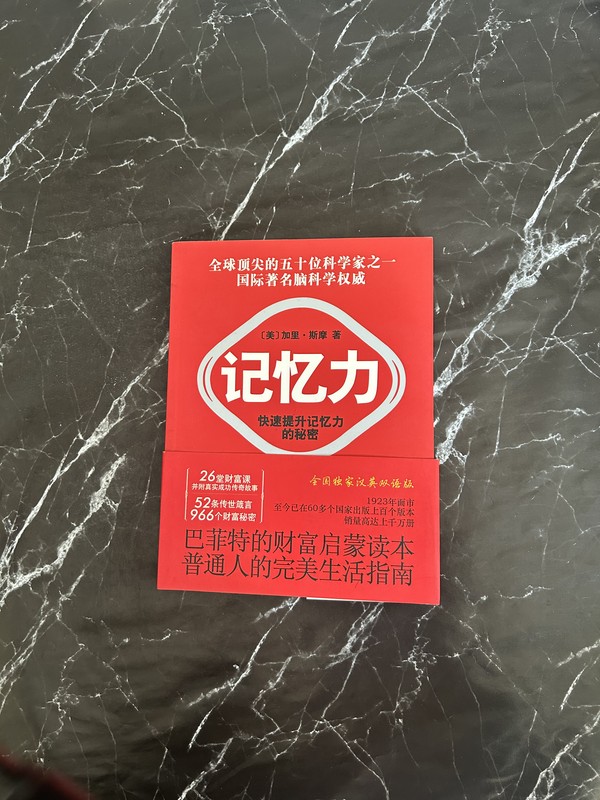 全球顶尖的五十位科学家之一
国际著名脑科学权威
[美]加里·斯摩 著
记忆力
快速提升记忆力
的秘密
26堂财富课
并附真实成功传奇故事
52条传世箴言
966个财富秘密
全国独家汉英双语版
1923年面市
至今已在60多个国家出版上百个版本
销量高达上千万册
巴菲特的财富启蒙读本
普通人的完美生活指南